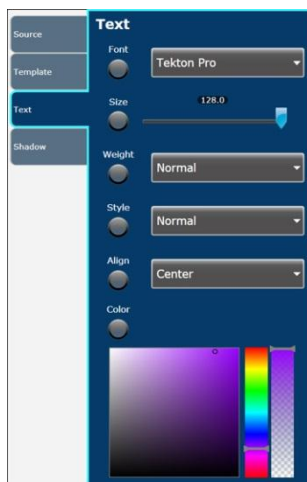 Source
Template
Text
Shadow
Text
Font
Tekton Pro
Size
128.0
Weight
Normal
Style
Normal
Align
Center
Color